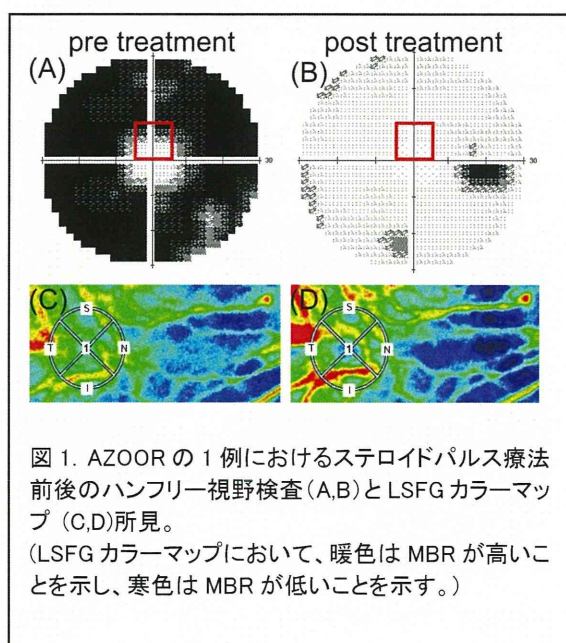 pre treatment
post treatment
(A)
(B)
30
30
(C)
(D)
S
T
1
N
I
S
T
1
N
I
図 1. AZOOR の 1 例におけるステロイドパルス療法
前後のハンフリー視野検査(A,B)と LSFG カラーマッ
プ (C,D)所見。
(LSFG カラーマップにおいて、暖色は MBR が高いこ
とを示し、寒色は MBR が低いことを示す。)